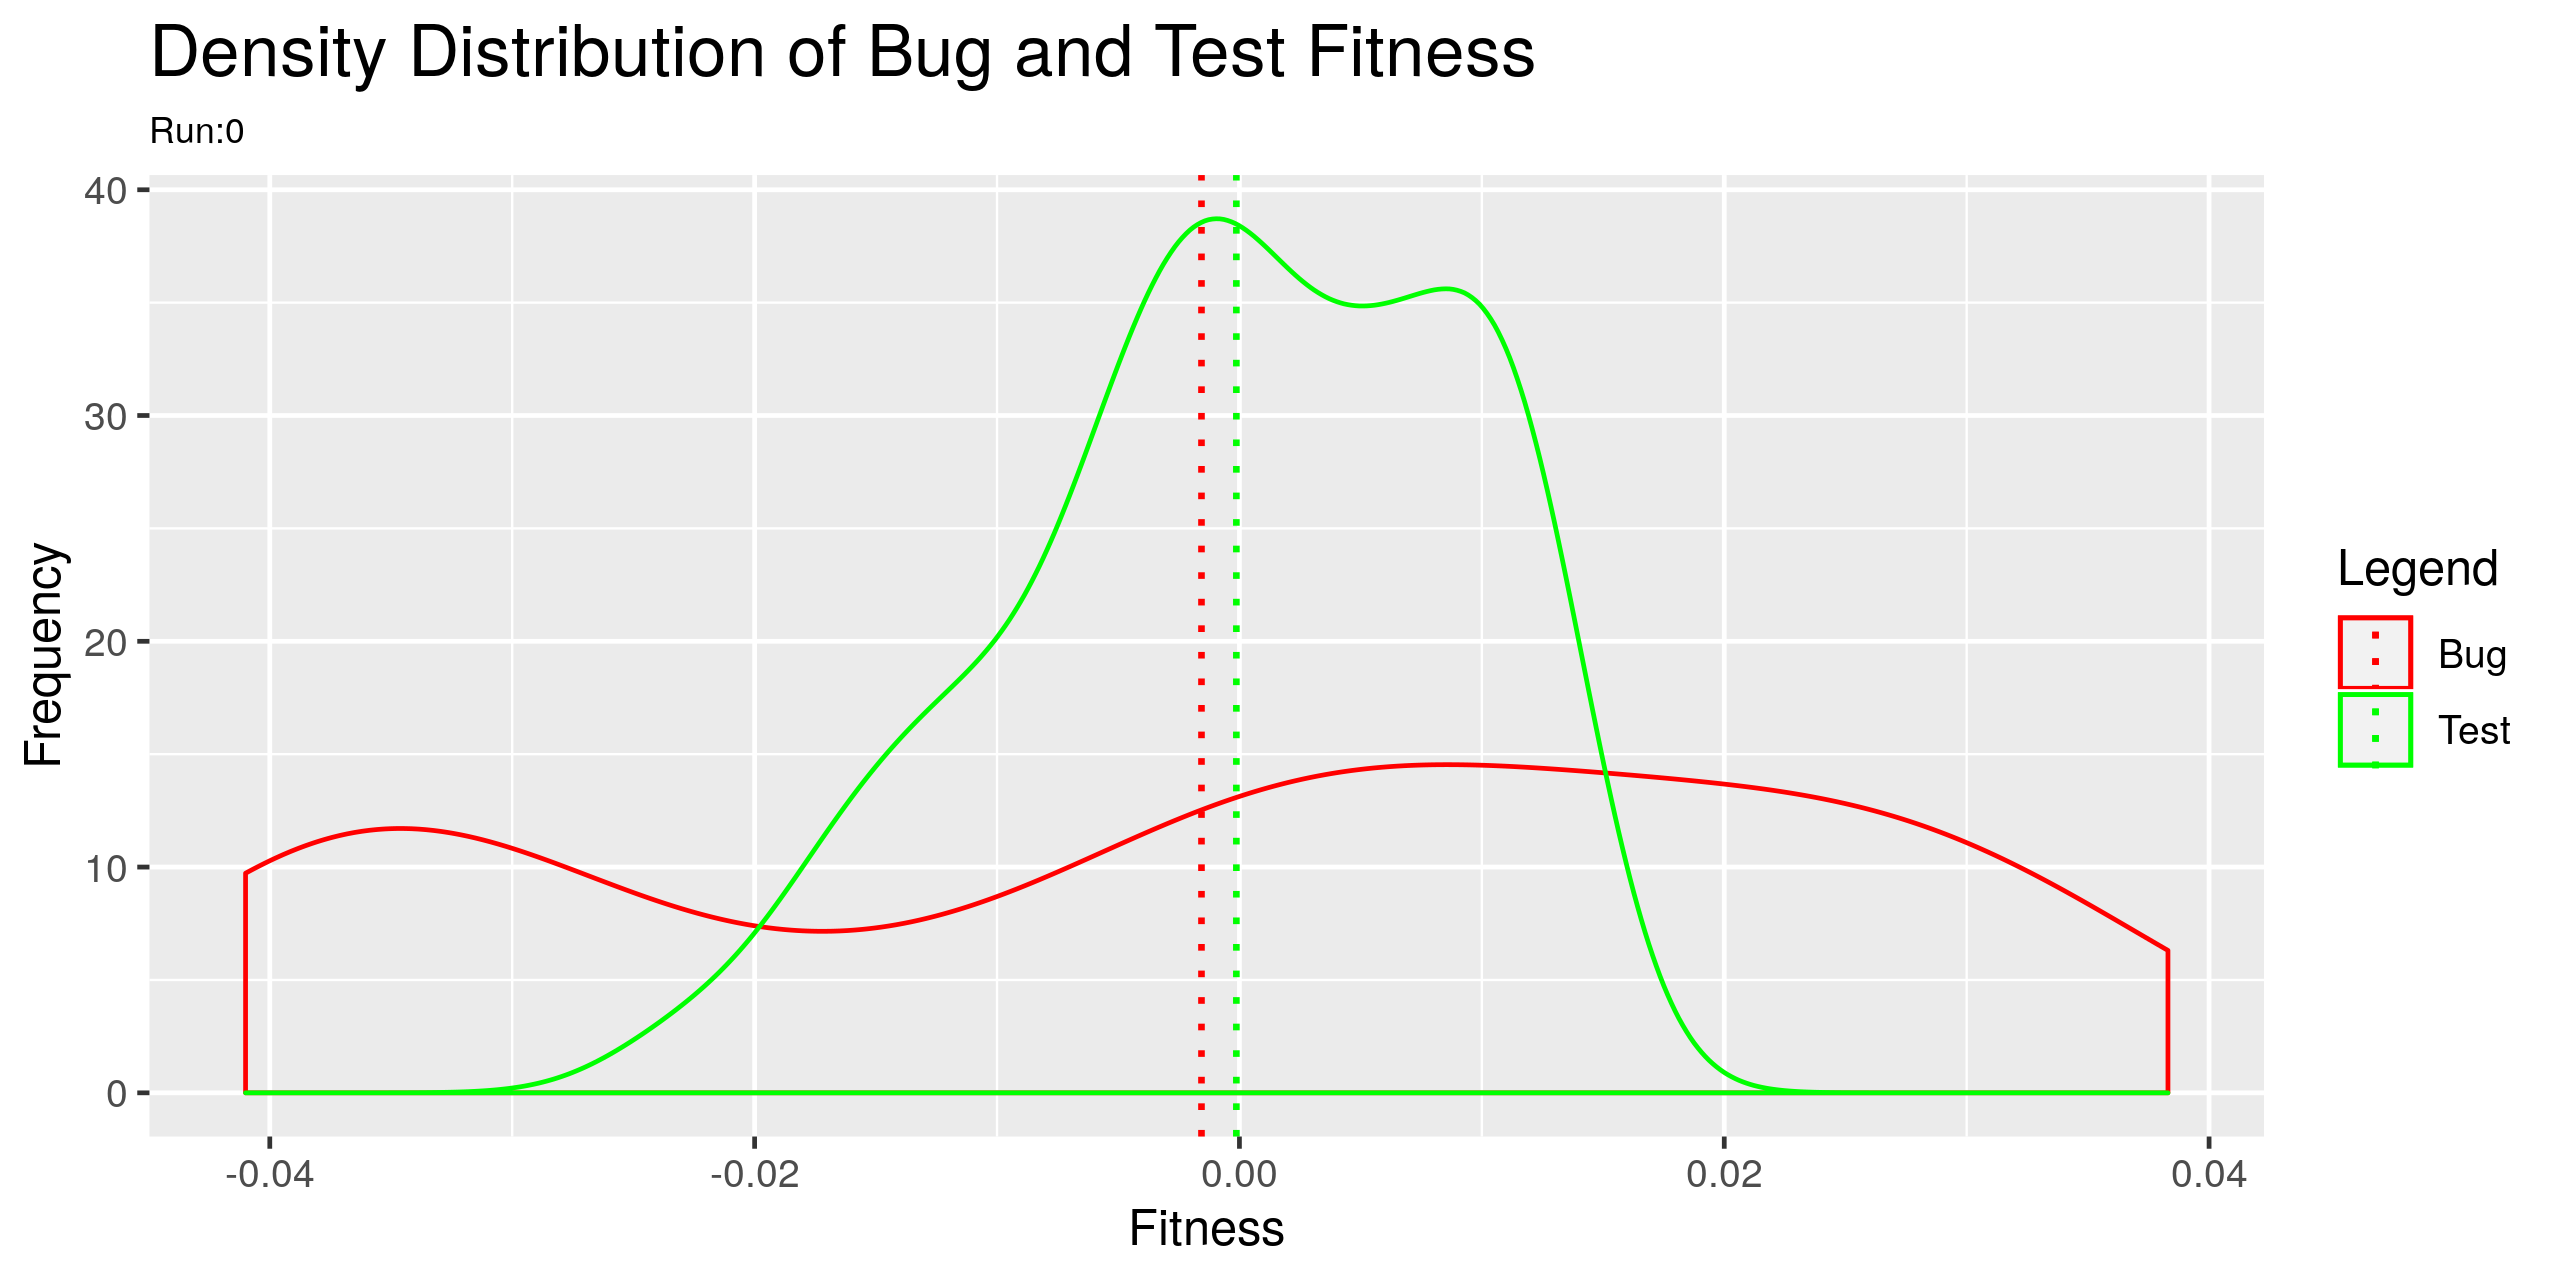 Density Distribution of Bug and Test Fitness
Run:0
40
30
20
10
0
Frequency
-0.04
-0.02
0.00
0.02
0.04
Fitness
Legend
Bug
Test